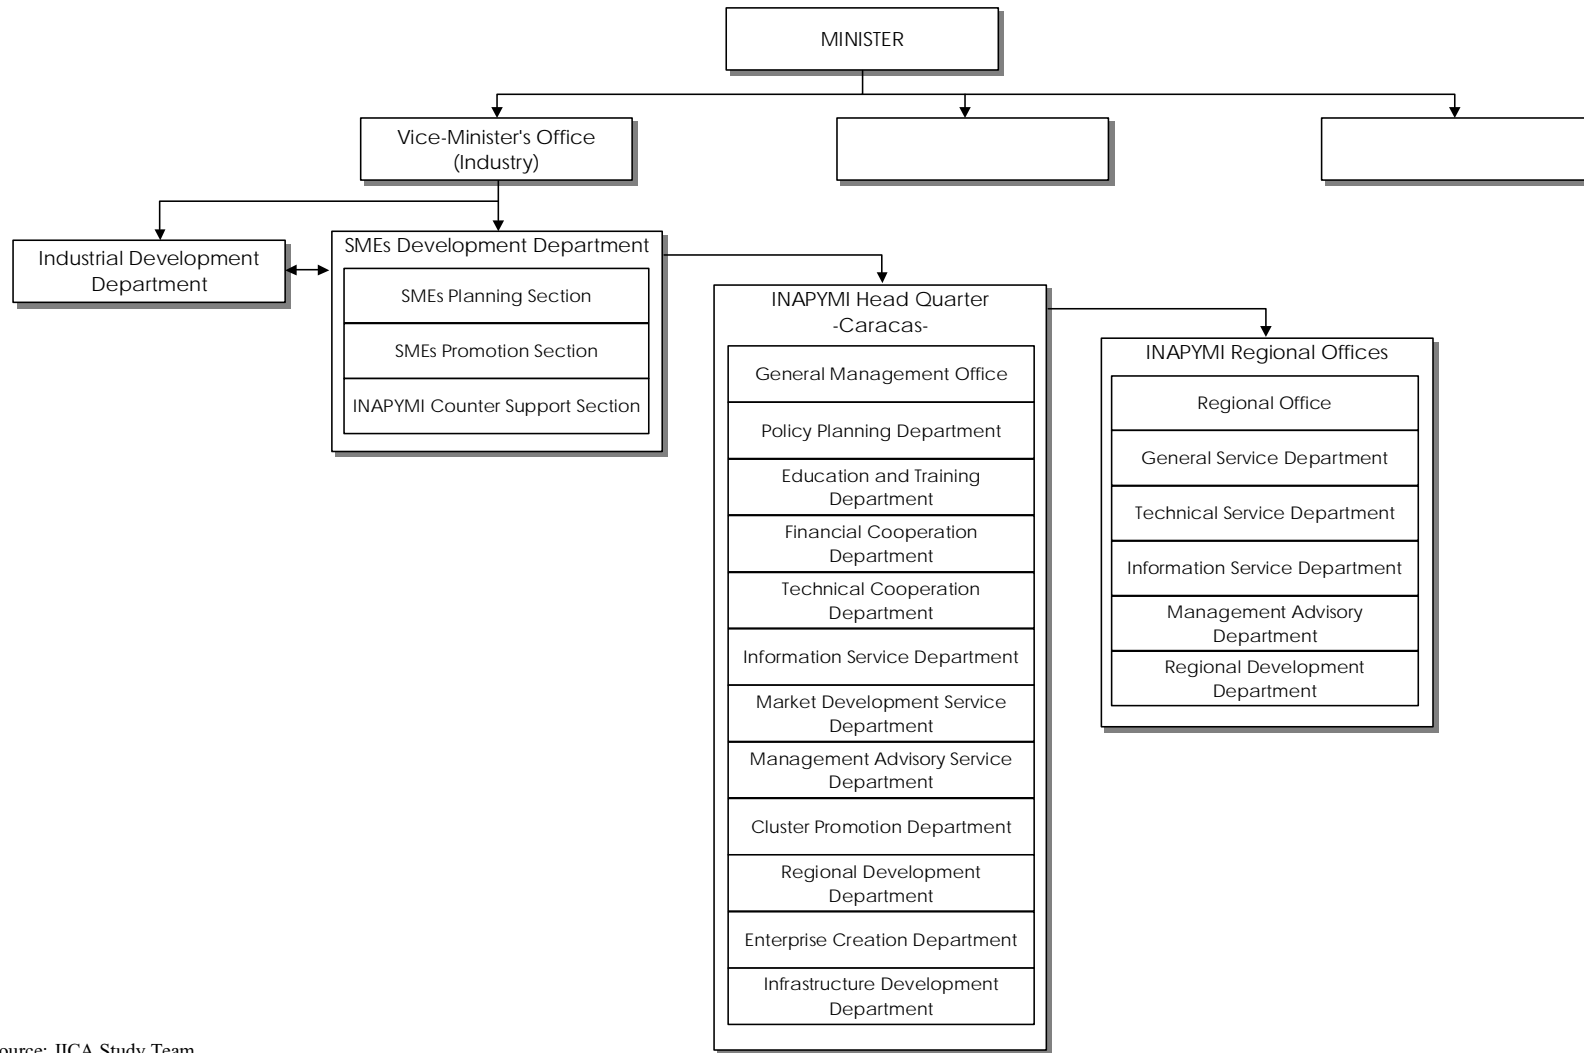 MINISTER
Vice-Minister's Office
(Industry)
Industrial Development
Department
SMEs Development Department
SMEs Planning Section
SMEs Promotion Section
INAPYMI Counter Support Section
INAPYMI Head Quarter
-Caracas-
General Management Office
Policy Planning Department
Education and Training
Department
Financial Cooperation
Department
Technical Cooperation
Department
Information Service Department
Market Development Service
Department
Management Advisory Service
Department
Cluster Promotion Department
Regional Development
Department
Enterprise Creation Department
Infrastructure Development
Department
INAPYMI Regional Offices
Regional Office
General Service Department
Technical Service Department
Information Service Department
Management Advisory
Department
Regional Development
Department
ource: JICA Study Team